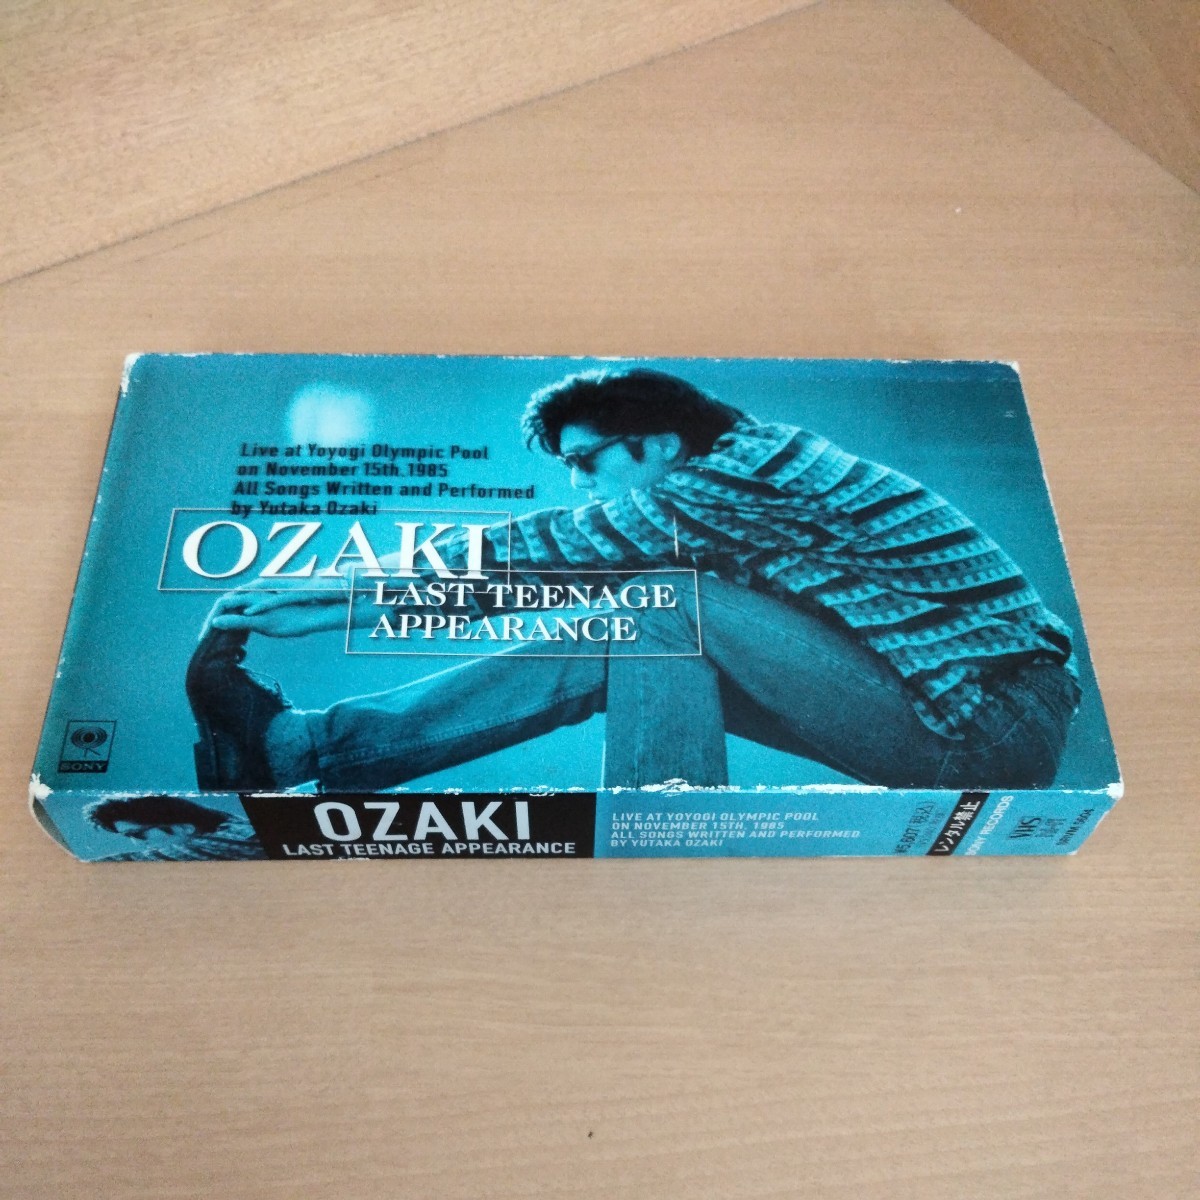 Live at Yoyogi Olympic Pool
on November 15th. 1985
All Songs Written and Performed
by Yutaka Ozaki
OZAKI
LAST TEENAGE
APPEARANCE
SONY
OZAKI
LAST TEENAGE APPEARANCE
LIVE AT YOYOGI OLYMPIC POOL
ON NOVEMBER 15TH. 1985
ALL SONGS WRITTEN AND PERFORMED
BY YUTAKA OZAKI
レンタル禁止
SONY RECORDS
VHS